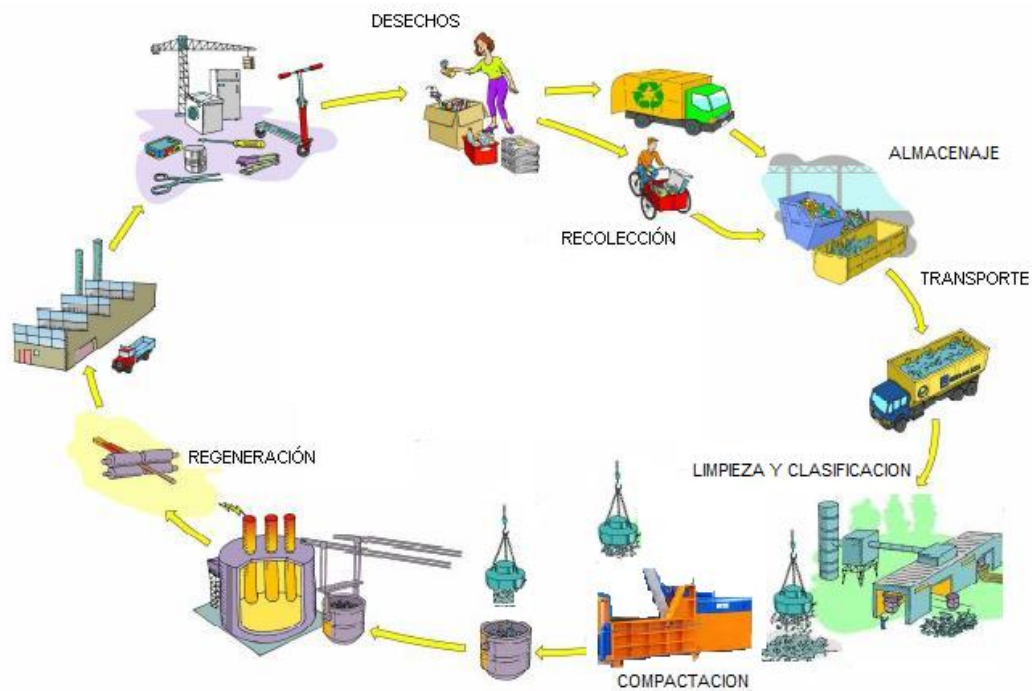 DESECHOS
ALMACENAJE
RECOLECCIÓN
TRANSPORTE
LIMPIEZA Y CLASIFICACION
REGENERACIÓN
COMPACTACION